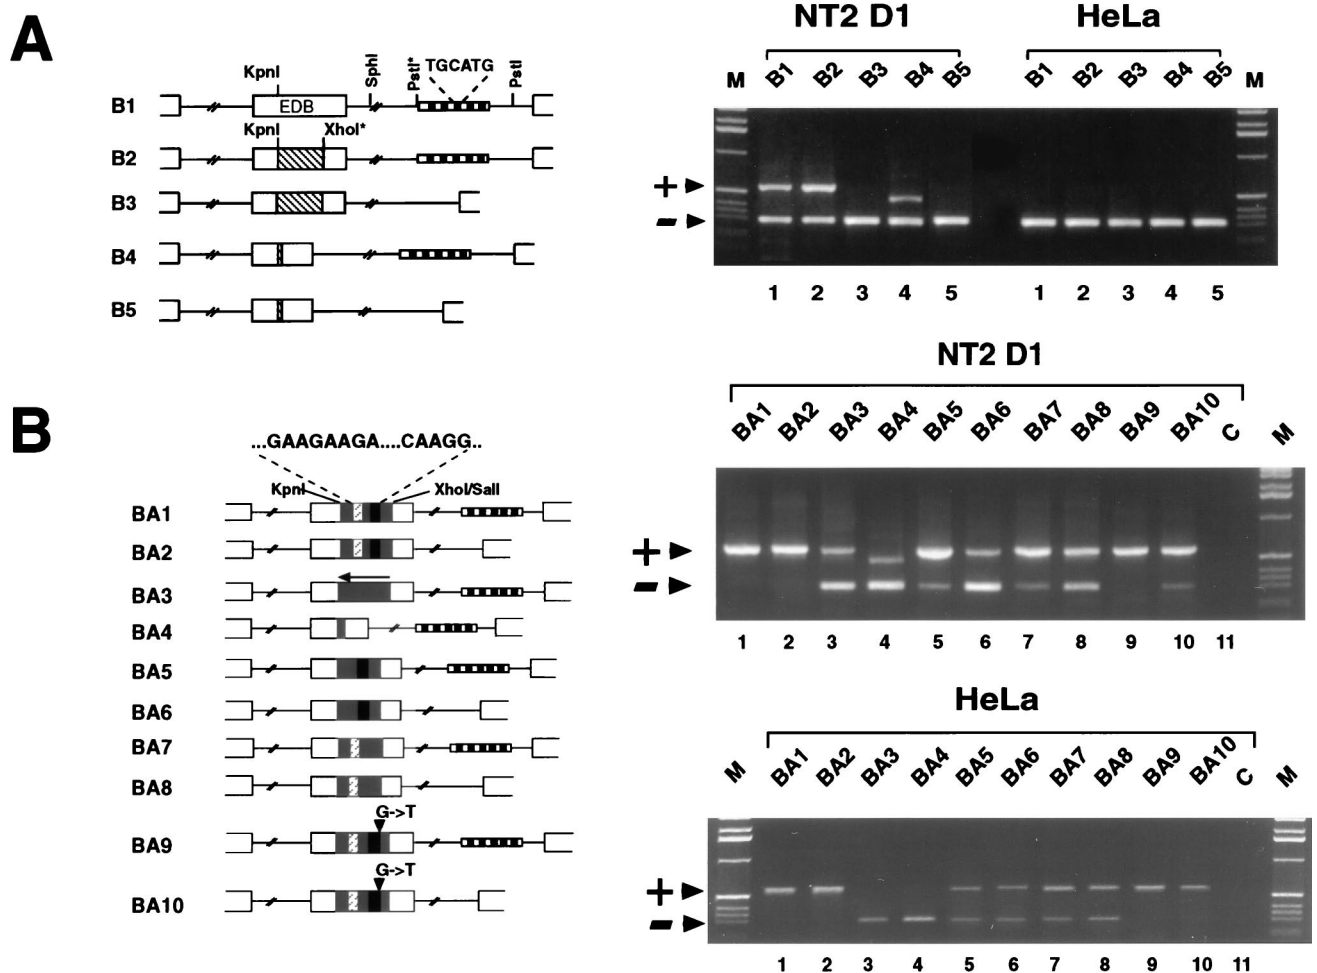 A
KpnI SphI PstI* TGCATG PstI
B1 EDB
KpnI XhoI*
B2
B3
B4
B5
NT2 D1 HeLa
M B1 B2 B3 B4 B5 B1 B2 B3 B4 B5 M
+
-
1 2 3 4 5 1 2 3 4 5
B
...GAAGAAGA....CAAGG..
KpnI XhoI/SalI
BA1
BA2
BA3
BA4
BA5
BA6
BA7
BA8
G->T
BA9
G->T
BA10
NT2 D1
BA1 BA2 BA3 BA4 BA5 BA6 BA7 BA8 BA9 BA10 C M
+
-
1 2 3 4 5 6 7 8 9 10 11
HeLa
M BA1 BA2 BA3 BA4 BA5 BA6 BA7 BA8 BA9 BA10 C M
+
-
1 2 3 4 5 6 7 8 9 10 11